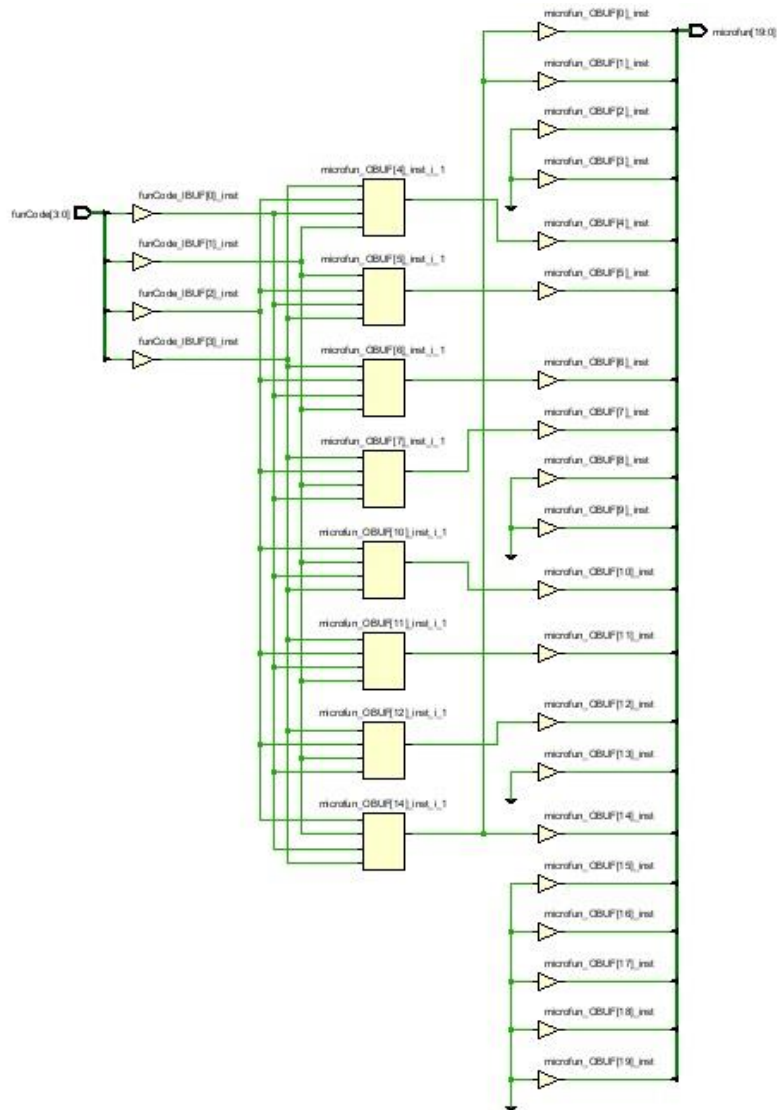 funCode[3:0]
funCode_IBUF[0]_inst
funCode_IBUF[1]_inst
funCode_IBUF[2]_inst
funCode_IBUF[3]_inst
microfun_OBUF[4]_inst_i_1
microfun_OBUF[5]_inst_i_1
microfun_OBUF[6]_inst_i_1
microfun_OBUF[7]_inst_i_1
microfun_OBUF[10]_inst_i_1
microfun_OBUF[11]_inst_i_1
microfun_OBUF[12]_inst_i_1
microfun_OBUF[14]_inst_i_1
microfun_OBUF[0]_inst
microfun_OBUF[1]_inst
microfun_OBUF[2]_inst
microfun_OBUF[3]_inst
microfun_OBUF[4]_inst
microfun_OBUF[5]_inst
microfun_OBUF[6]_inst
microfun_OBUF[7]_inst
microfun_OBUF[8]_inst
microfun_OBUF[9]_inst
microfun_OBUF[10]_inst
microfun_OBUF[11]_inst
microfun_OBUF[12]_inst
microfun_OBUF[13]_inst
microfun_OBUF[14]_inst
microfun_OBUF[15]_inst
microfun_OBUF[16]_inst
microfun_OBUF[17]_inst
microfun_OBUF[18]_inst
microfun_OBUF[19]_inst
microfun[19:0]